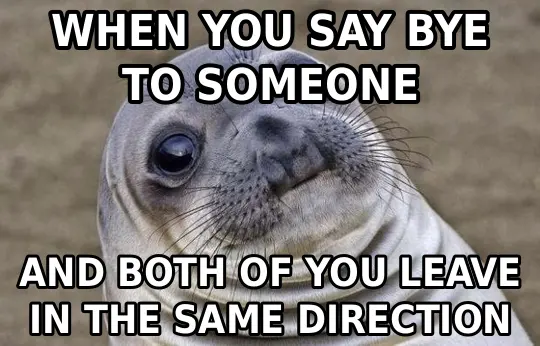 WHEN YOU SAY BYE
TO SOMEONE
AND BOTH OF YOU LEAVE
IN THE SAME DIRECTION